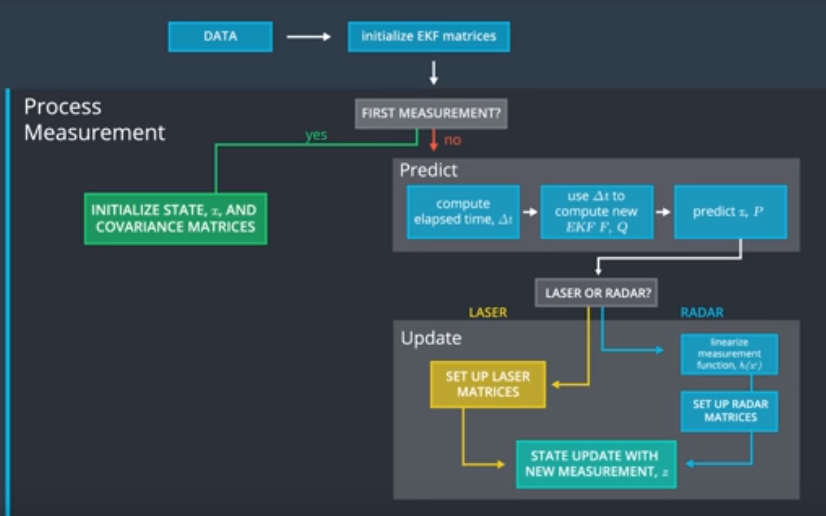 DATA
initialize EKF matrices
Process
Measurement
FIRST MEASUREMENT?
yes
no
INITIALIZE STATE, x, AND
COVARIANCE MATRICES
Predict
compute
elapsed time, Δt
use Δt to
compute new
EKF F, Q
predict x, P
LASER OR RADAR?
LASER
RADAR
Update
SET UP LASER
MATRICES
linearize
measurement
function, h(x')
SET UP RADAR
MATRICES
STATE UPDATE WITH
NEW MEASUREMENT, z